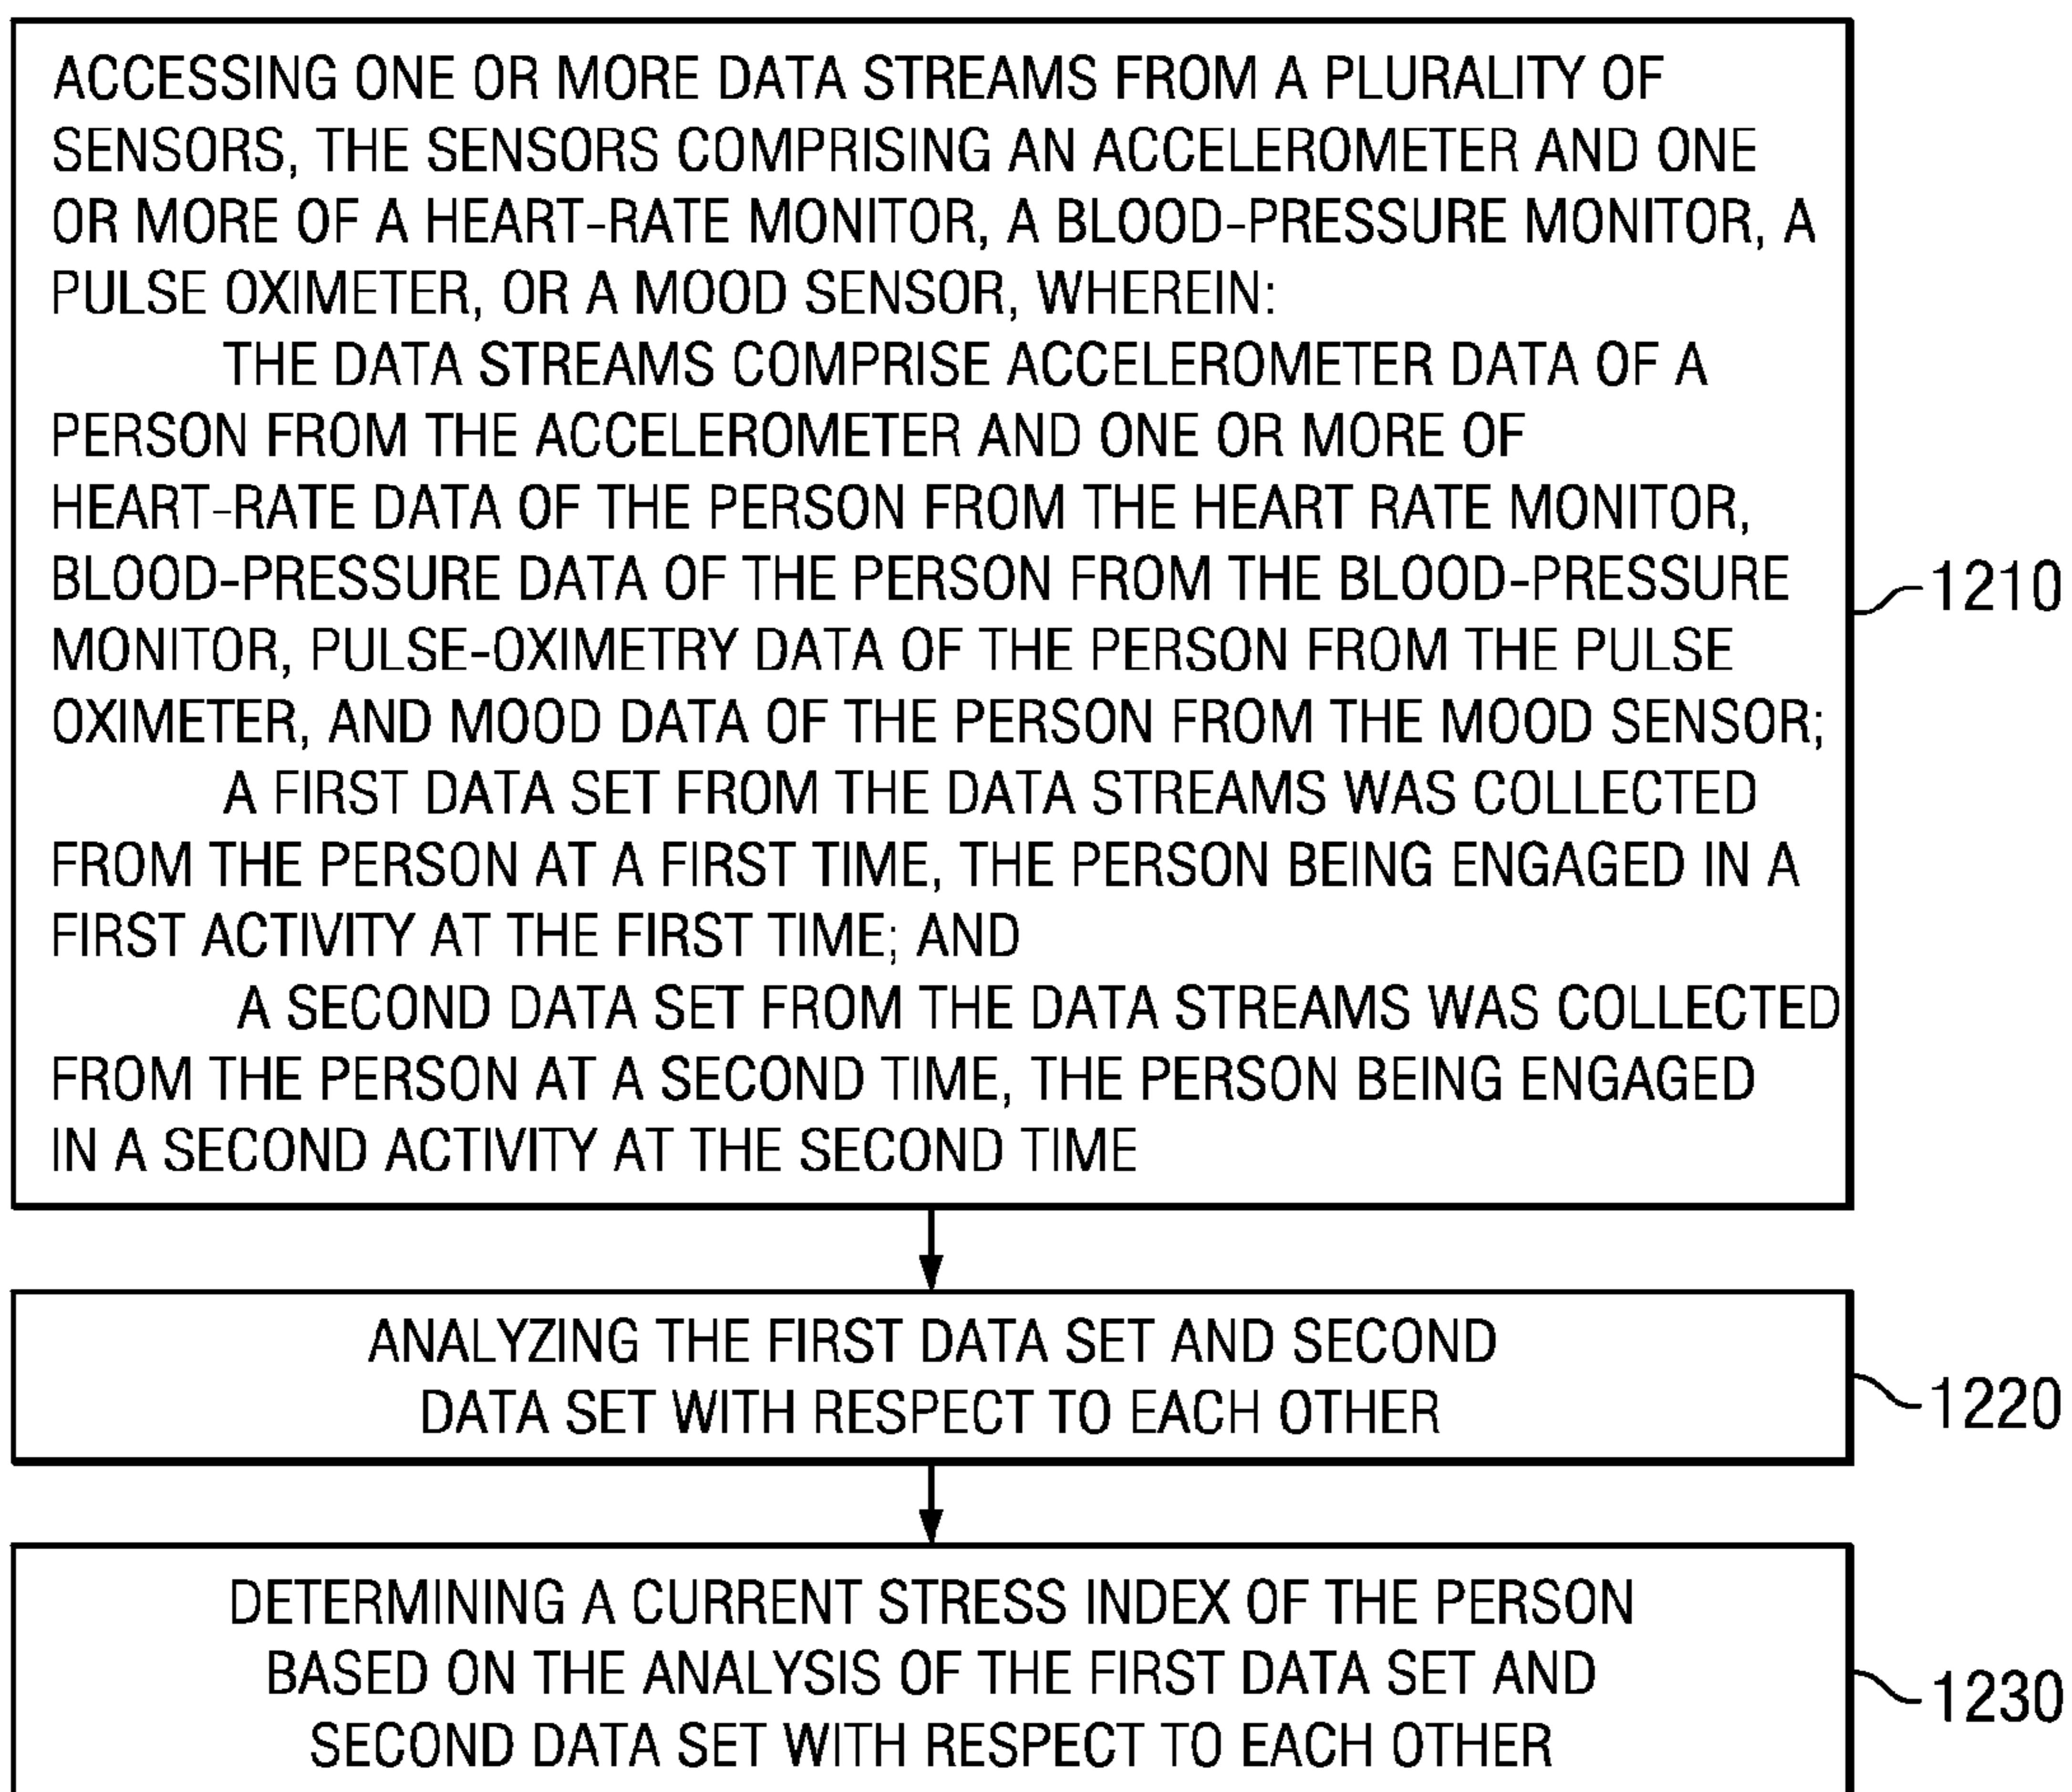 ACCESSING ONE OR MORE DATA STREAMS FROM A PLURALITY OF
SENSORS, THE SENSORS COMPRISING AN ACCELEROMETER AND ONE
OR MORE OF A HEART-RATE MONITOR, A BLOOD-PRESSURE MONITOR, A
PULSE OXIMETER, OR A MOOD SENSOR, WHEREIN:
THE DATA STREAMS COMPRISE ACCELEROMETER DATA OF A
PERSON FROM THE ACCELEROMETER AND ONE OR MORE OF
HEART-RATE DATA OF THE PERSON FROM THE HEART RATE MONITOR,
BLOOD-PRESSURE DATA OF THE PERSON FROM THE BLOOD-PRESSURE
MONITOR, PULSE-OXIMETRY DATA OF THE PERSON FROM THE PULSE
OXIMETER, AND MOOD DATA OF THE PERSON FROM THE MOOD SENSOR;
A FIRST DATA SET FROM THE DATA STREAMS WAS COLLECTED
FROM THE PERSON AT A FIRST TIME, THE PERSON BEING ENGAGED IN A
FIRST ACTIVITY AT THE FIRST TIME; AND
A SECOND DATA SET FROM THE DATA STREAMS WAS COLLECTED
FROM THE PERSON AT A SECOND TIME, THE PERSON BEING ENGAGED
IN A SECOND ACTIVITY AT THE SECOND TIME
1210
ANALYZING THE FIRST DATA SET AND SECOND
DATA SET WITH RESPECT TO EACH OTHER
1220
DETERMINING A CURRENT STRESS INDEX OF THE PERSON
BASED ON THE ANALYSIS OF THE FIRST DATA SET AND
SECOND DATA SET WITH RESPECT TO EACH OTHER
1230